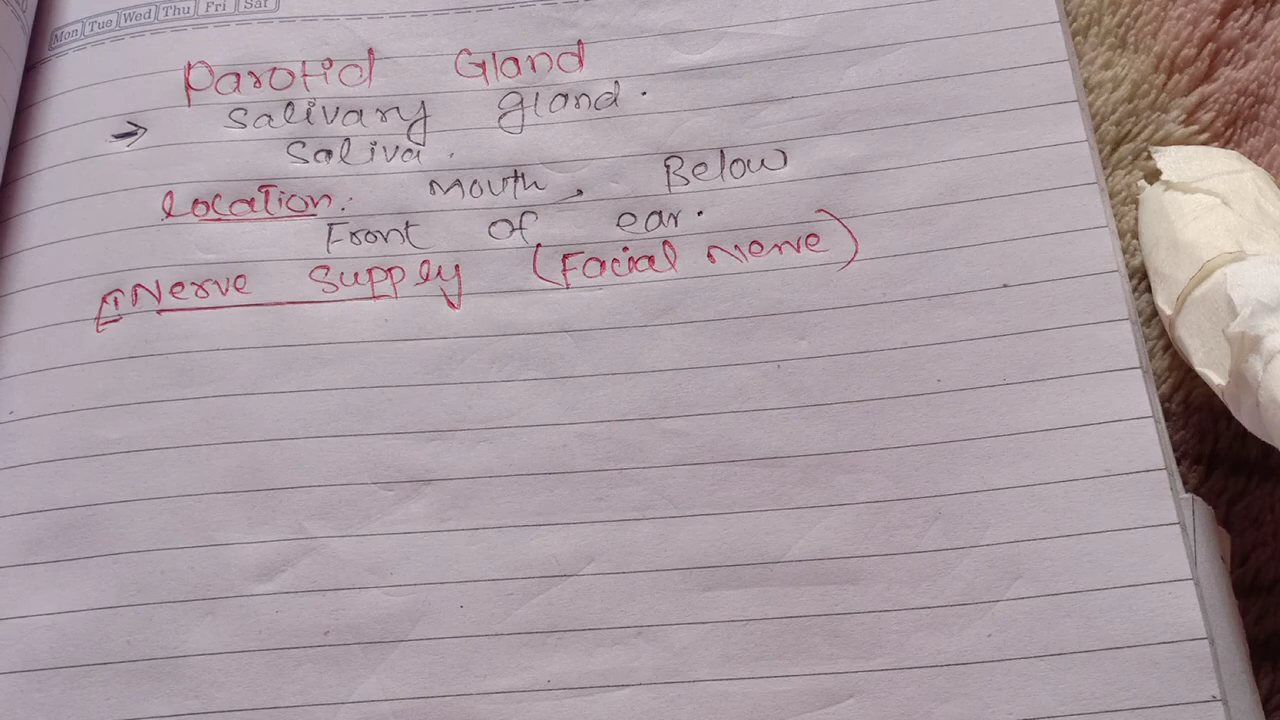 Mon Tue Wed Thu Fri Sat
Parotid Gland
→ Salivary gland.
Saliva.
Location: Mouth, Below
Front of ear.
Nerve supply (Facial nerve)